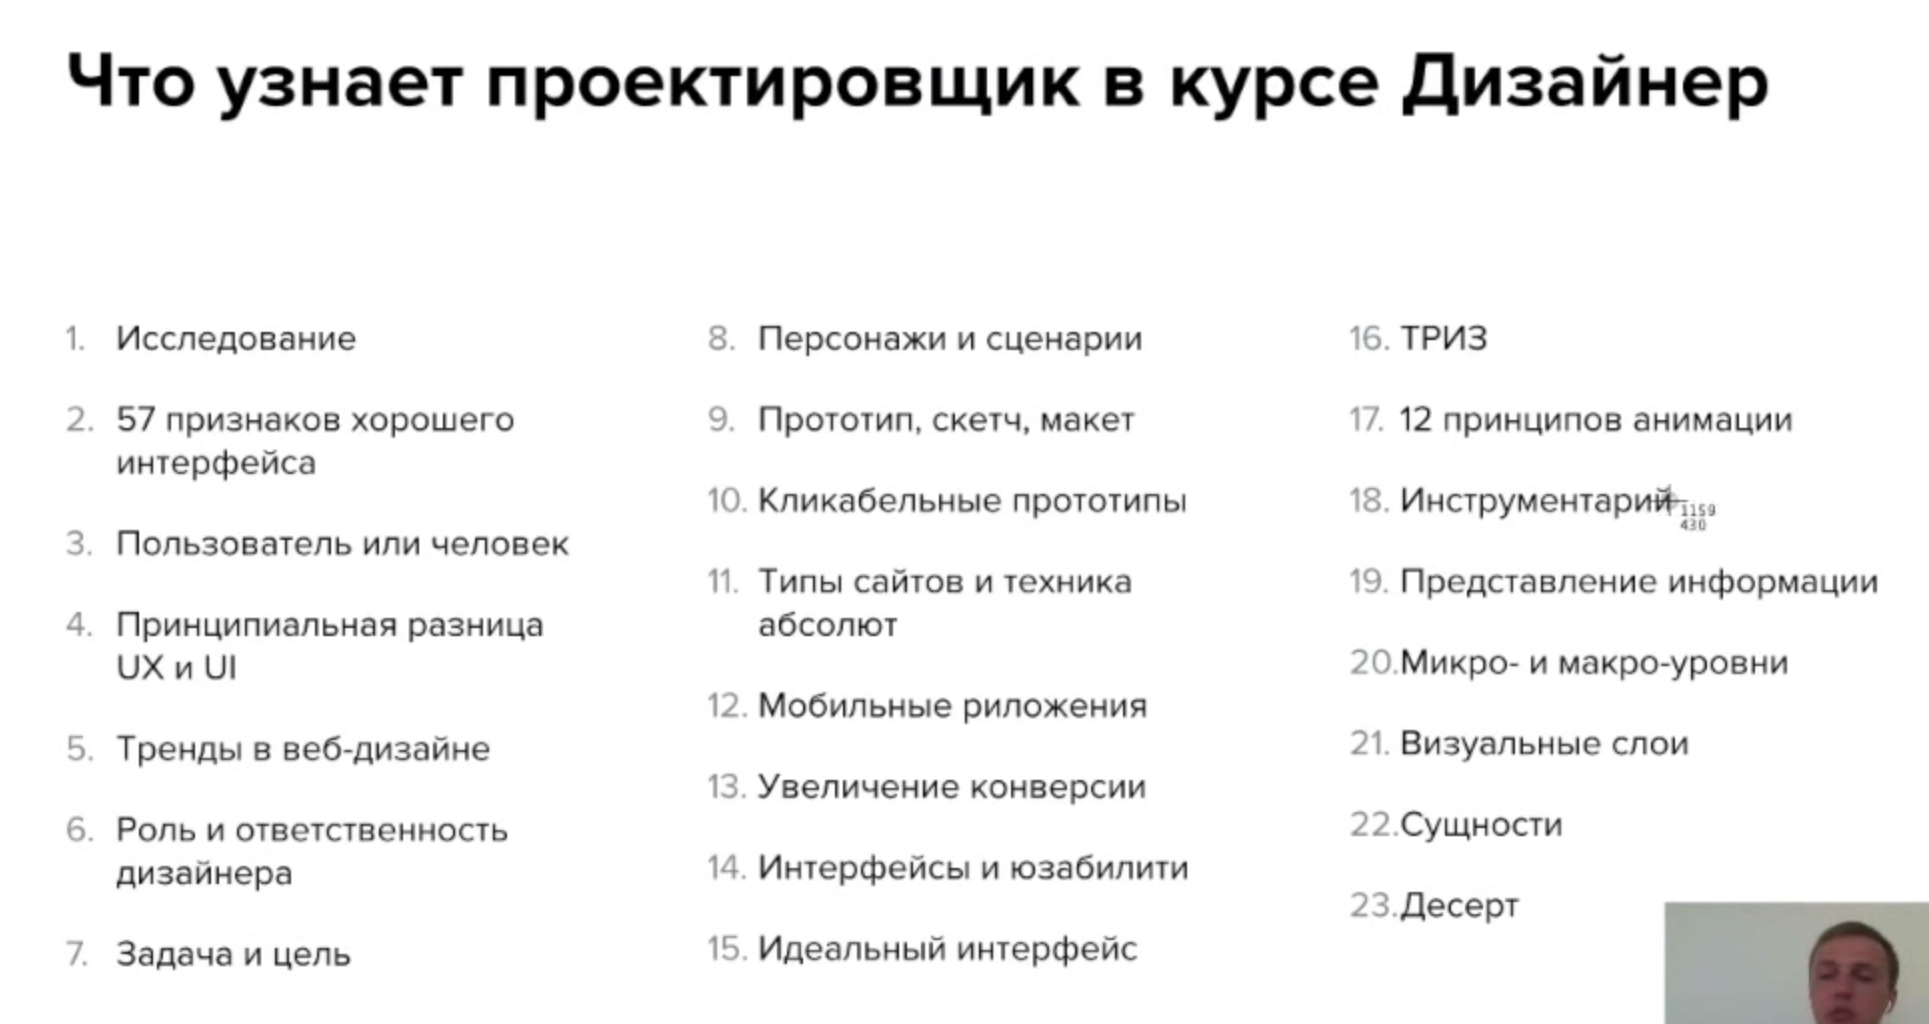 Что узнает проектировщик в курсе Дизайнер
1. Исследование
2. 57 признаков хорошего
интерфейса
3. Пользователь или человек
4. Принципиальная разница
UX и UI
5. Тренды в веб-дизайне
6. Роль и ответственность
дизайнера
7. Задача и цель
8. Персонажи и сценарии
9. Прототип, скетч, макет
10. Кликабельные прототипы
11. Типы сайтов и техника
абсолют
12. Мобильные риложения
13. Увеличение конверсии
14. Интерфейсы и юзабилити
15. Идеальный интерфейс
16. ТРИЗ
17. 12 принципов анимации
18. Инструментарий
1159
430
19. Представление информации
20. Микро- и макро-уровни
21. Визуальные слои
22. Сущности
23. Десерт